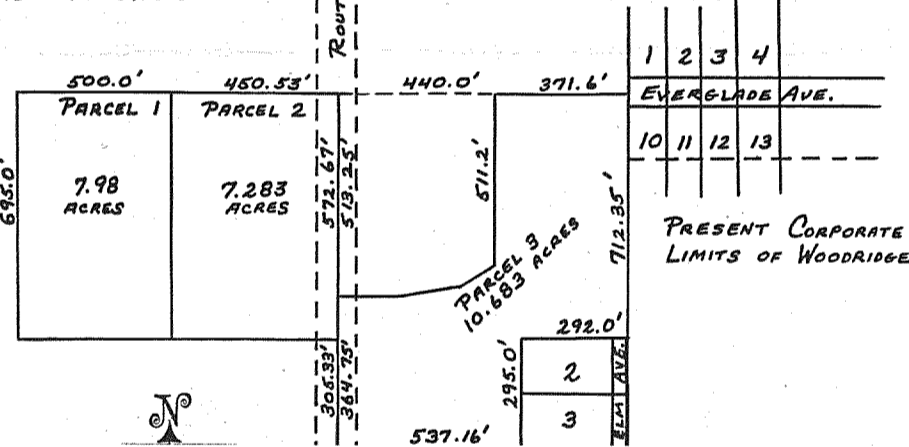 ROUT
500.0'
450.53'
440.0'
371.6'
1 2 3 4
EVERGLADE AVE.
10 11 12 13
PARCEL 1
PARCEL 2
695.0'
7.98
ACRES
7.283
ACRES
572.67'
513.25'
511.2'
712.35'
PRESENT CORPORATE
LIMITS OF WOODRIDGE
PARCEL 3
10.683 ACRES
292.0'
295.0'
2
3
ELM AVE.
305.33'
364.75'
537.16'
N